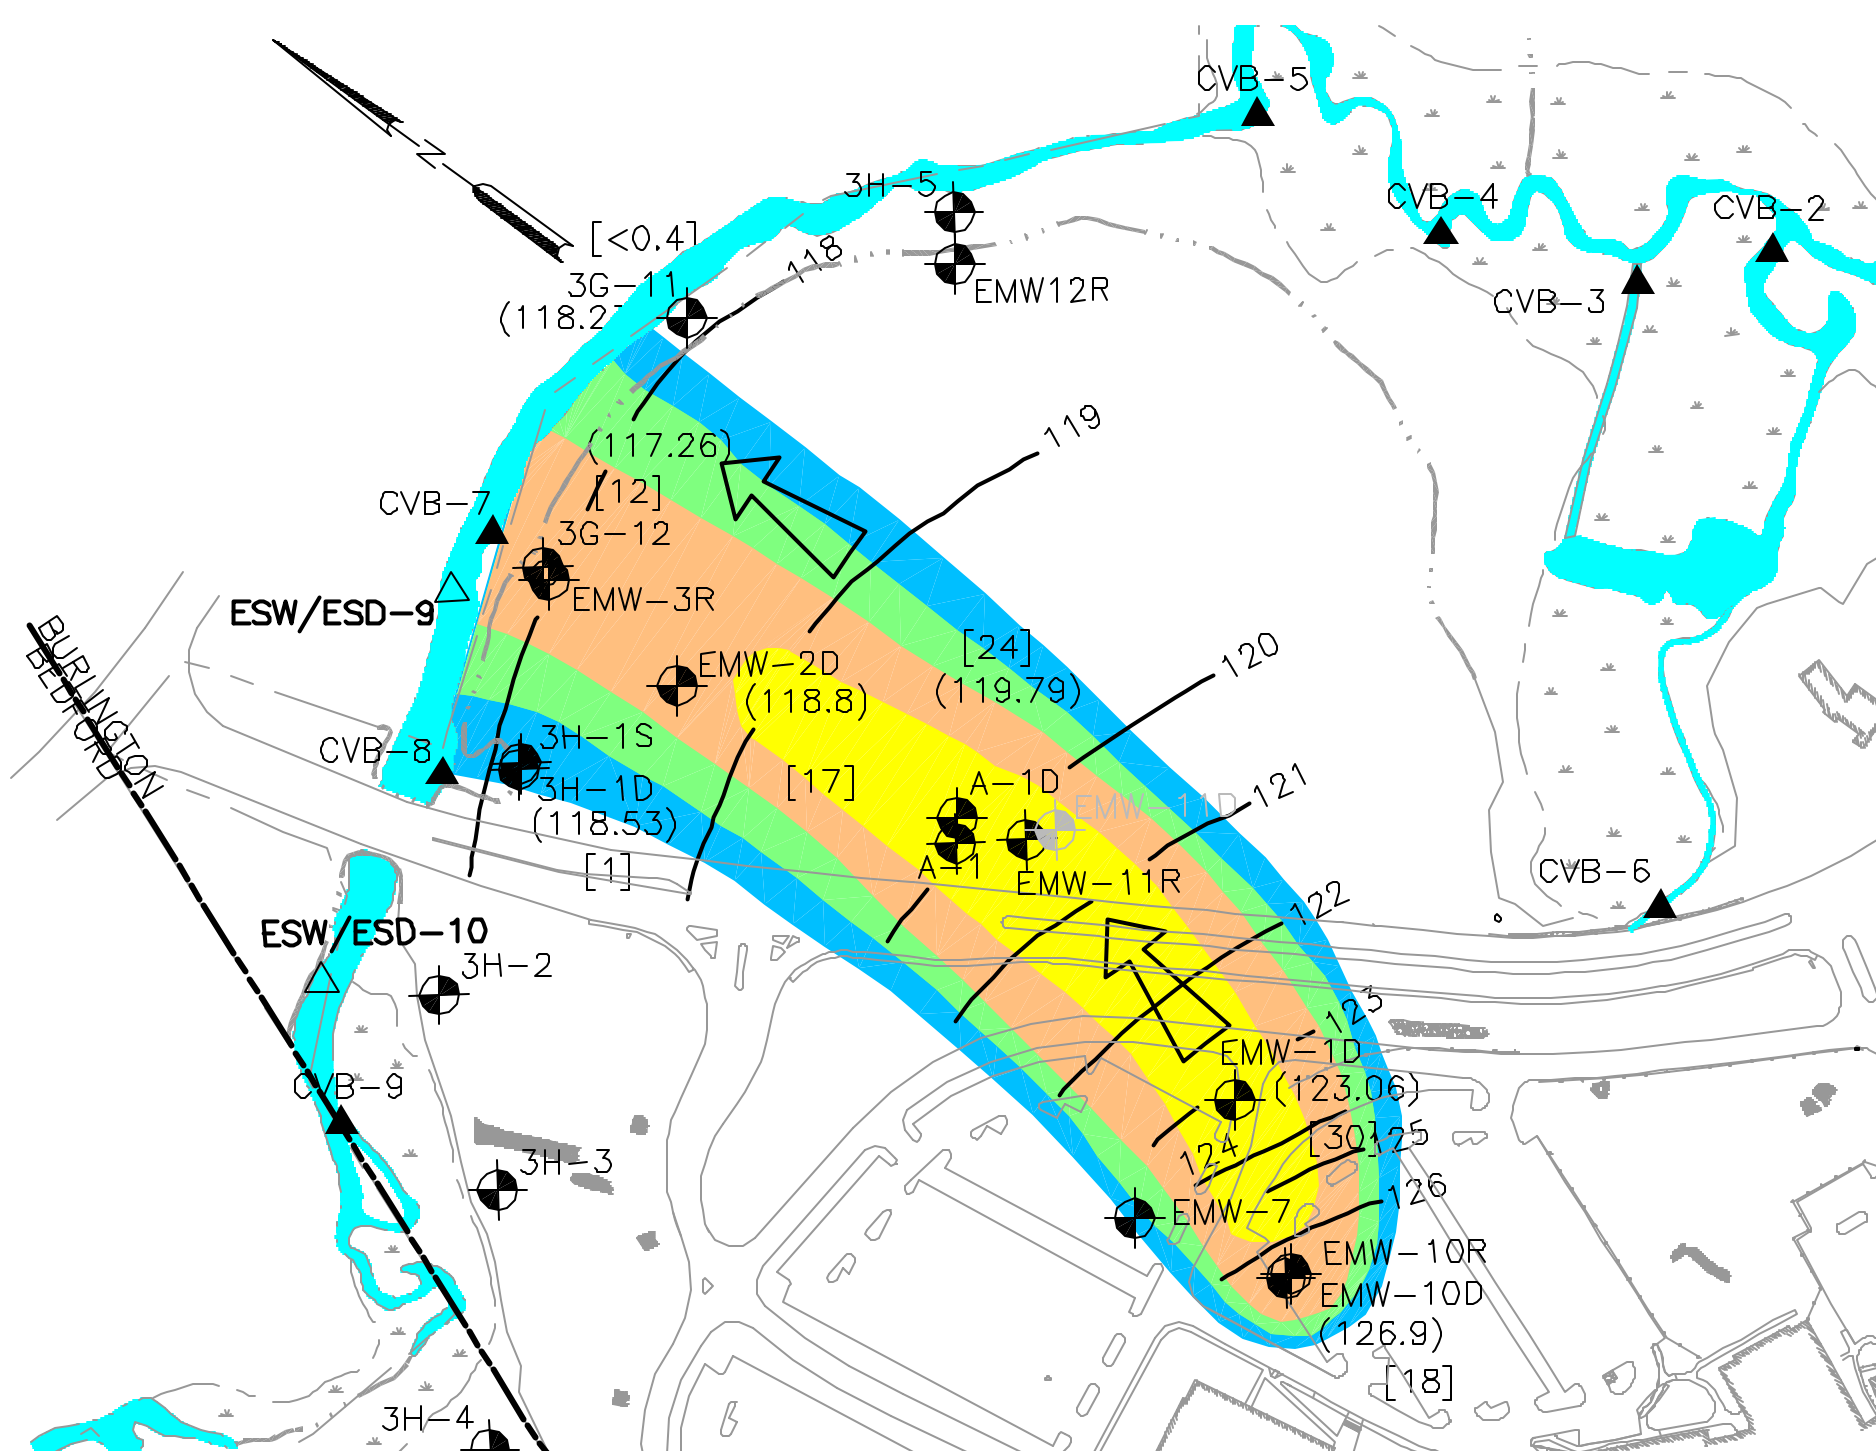 CVB-5
N
3H-5
CVB-4
CVB-2
[<0.4]
118
3G-11
EMW12R
CVB-3
119
(117.26)
[12]
CVB-7
3G-12
EMW-3R
ESW/ESD-9
BURLINGTON
BEDFORD
[24]
120
EMW-2D
(119.79)
(118.8)
3H-1S
CVB-8
[17]
A-1D
121
3H-1D
EMW-11D
(118.53)
[1]
A-1
EMW-11R
CVB-6
122
ESW/ESD-10
3H-2
123
EMW-1D
CVB-9
(123.06)
[30]
125
124
3H-3
126
EMW-7
EMW-10R
EMW-10D
(126.9)
[18]
3H-4